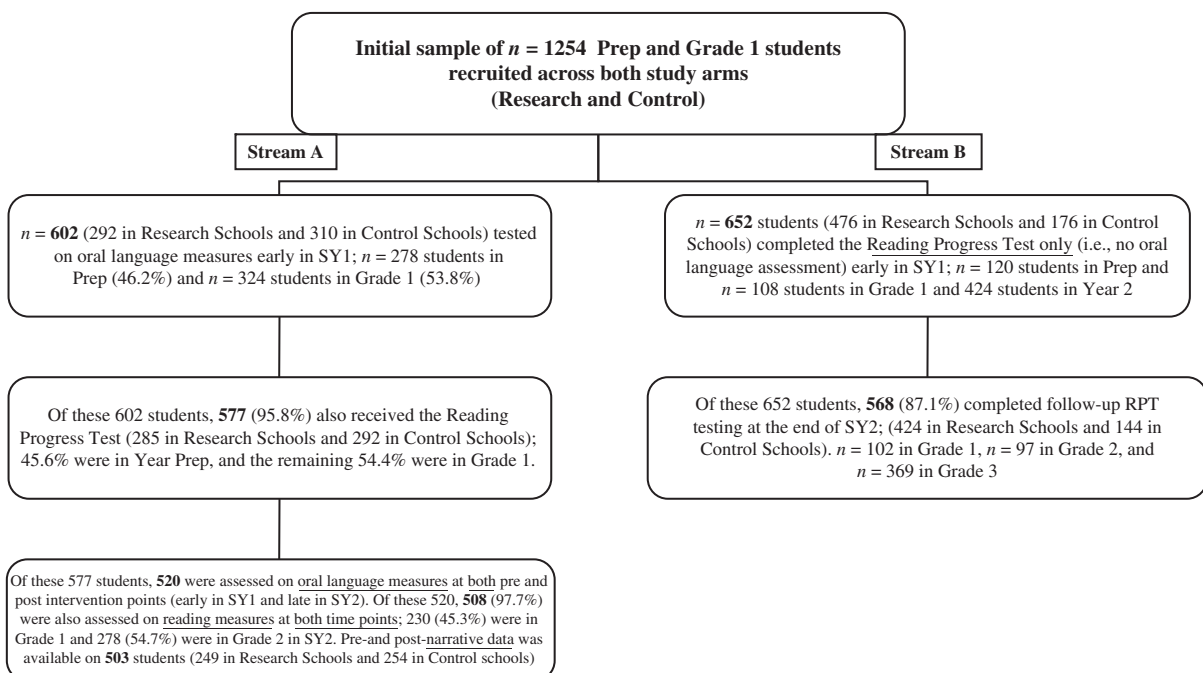 Initial sample of n = 1254 Prep and Grade 1 students
recruited across both study arms
(Research and Control)
Stream A
Stream B
n = 602 (292 in Research Schools and 310 in Control Schools) tested
on oral language measures early in SY1; n = 278 students in
Prep (46.2%) and n = 324 students in Grade 1 (53.8%)
n = 652 students (476 in Research Schools and 176 in Control
Schools) completed the Reading Progress Test only (i.e., no oral
language assessment) early in SY1; n = 120 students in Prep and
n = 108 students in Grade 1 and 424 students in Year 2
Of these 602 students, 577 (95.8%) also received the Reading
Progress Test (285 in Research Schools and 292 in Control Schools);
45.6% were in Year Prep, and the remaining 54.4% were in Grade 1.
Of these 652 students, 568 (87.1%) completed follow-up RPT
testing at the end of SY2; (424 in Research Schools and 144 in
Control Schools). n = 102 in Grade 1, n = 97 in Grade 2, and
n = 369 in Grade 3
Of these 577 students, 520 were assessed on oral language measures at both pre and
post intervention points (early in SY1 and late in SY2). Of these 520, 508 (97.7%)
were also assessed on reading measures at both time points; 230 (45.3%) were in
Grade 1 and 278 (54.7%) were in Grade 2 in SY2. Pre-and post-narrative data was
available on 503 students (249 in Research Schools and 254 in Control schools)